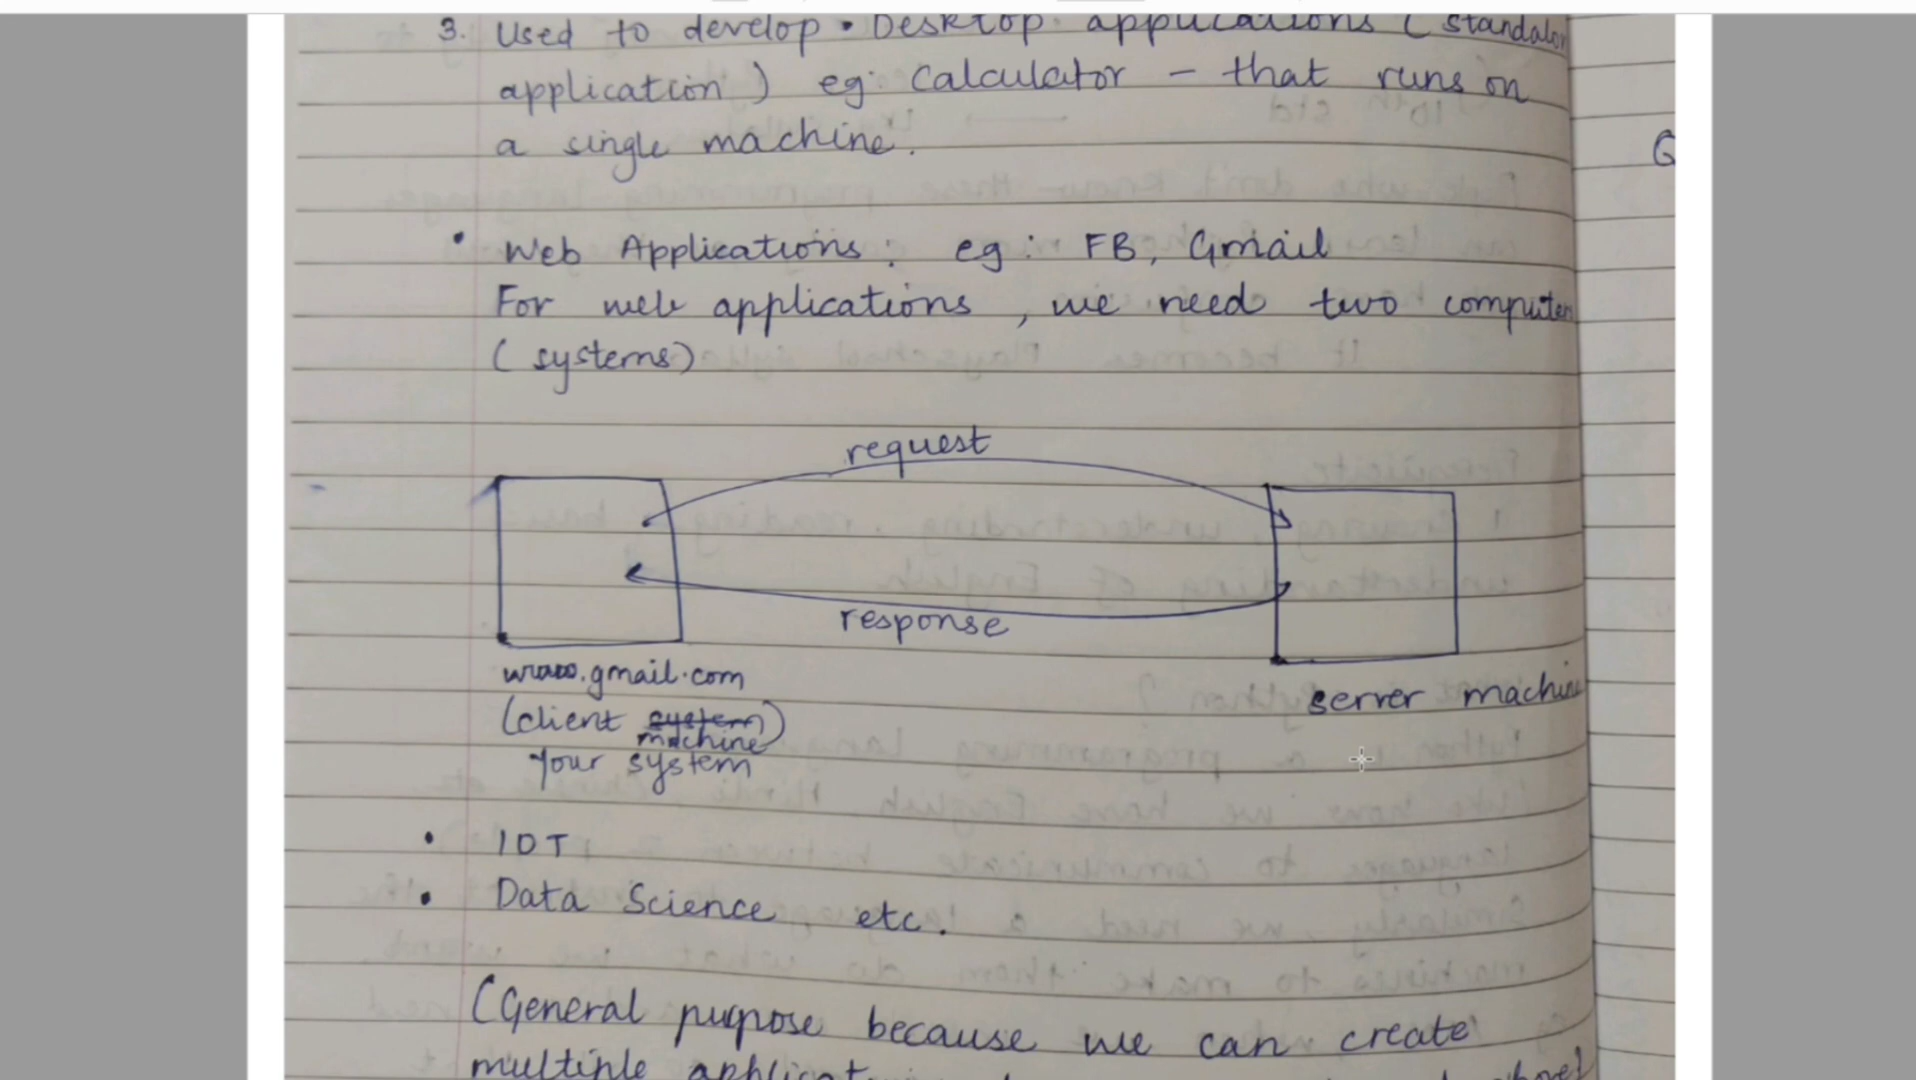 3. Used to develop • Desktop applications (standalon
application) eg: Calculator - that runs on
a single machine.
• Web Applications: eg: FB, Gmail
For web applications, we need two computers
(systems)
request
response
www.gmail.com
(client system machine)
your system
server machine
• IOT
• Data Science etc.
(General purpose because we can create
multiple